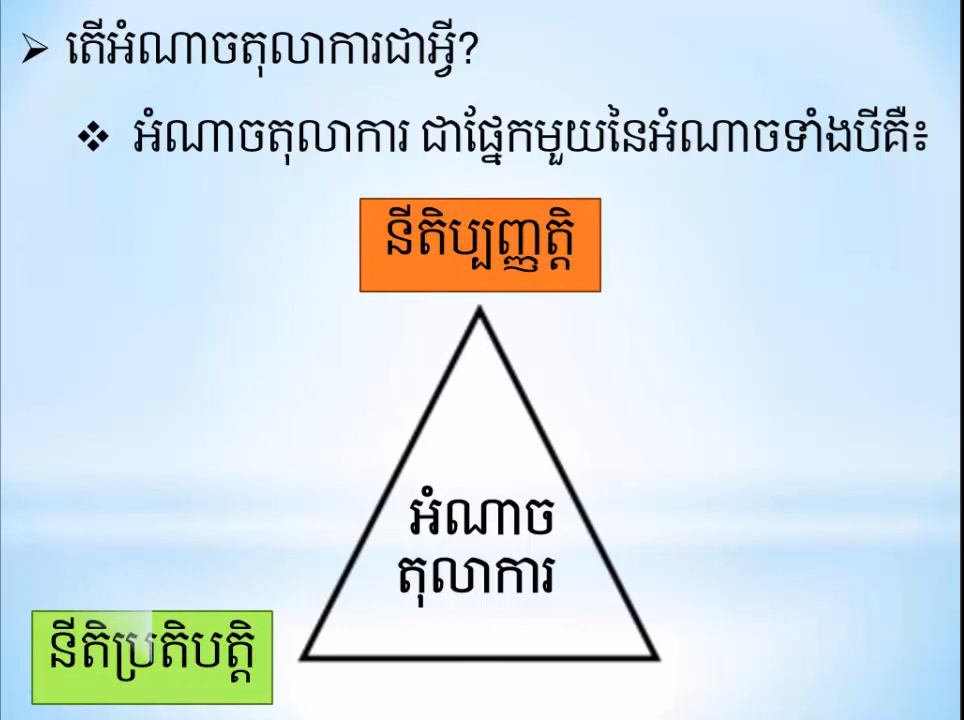 តើអំណាចតុលាការជាអ្វី?
អំណាចតុលាការ ជាផ្នែកមួយនៃអំណាចទាំងបីគឺ៖
នីតិប្បញ្ញត្តិ
អំណាច
តុលាការ
នីតិប្រតិបត្តិ